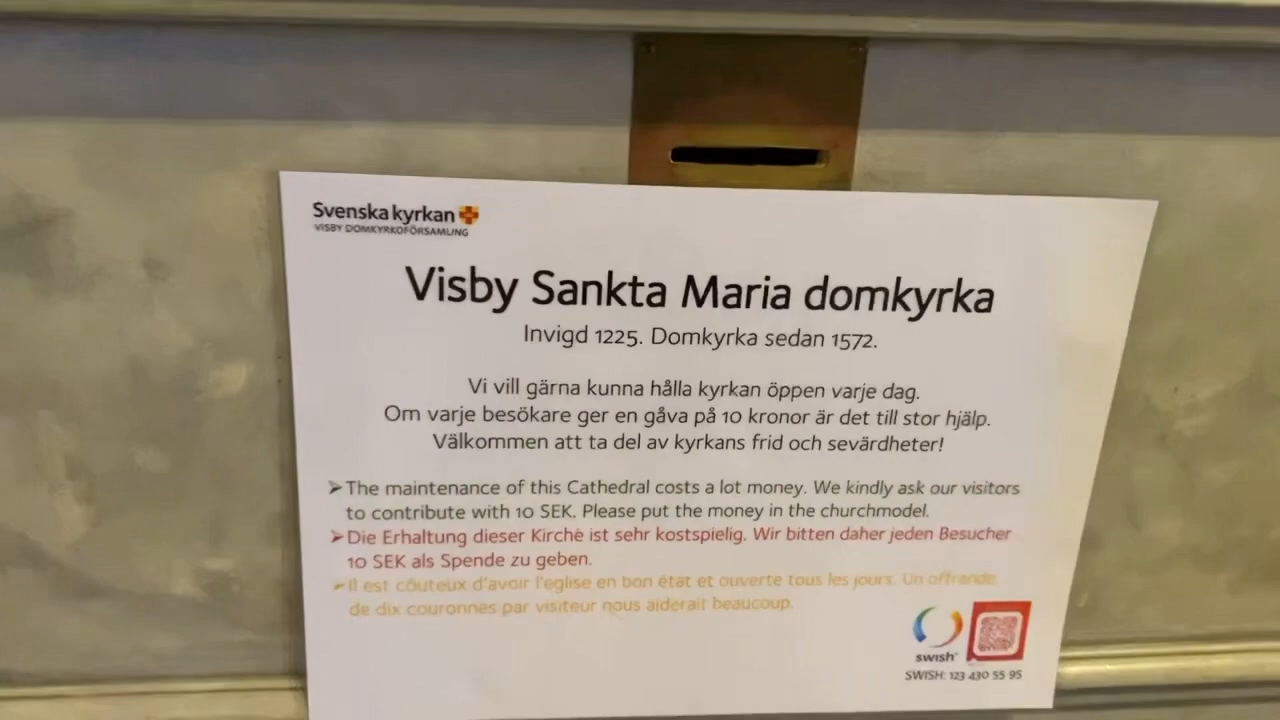 Svenska kyrkan
VISBY DOMKYRKOFÖRSAMLING
Visby Sankta Maria domkyrka
Invigd 1225. Domkyrka sedan 1572.
Vi vill gärna kunna hålla kyrkan öppen varje dag.
Om varje besökare ger en gåva på 10 kronor är det till stor hjälp.
Välkommen att ta del av kyrkans frid och sevärdheter!
➢ The maintenance of this Cathedral costs a lot money. We kindly ask our visitors
to contribute with 10 SEK. Please put the money in the churchmodel.
➢ Die Erhaltung dieser Kirche ist sehr kostspielig. Wir bitten daher jeden Besucher
10 SEK als Spende zu geben.
➢ Il est côuteux d'avoir l'eglise en bon état et ouverte tous les jours. Un offrande
de dix couronnes par visiteur nous aiderait beaucoup.
swish®
SWISH: 123 430 55 95